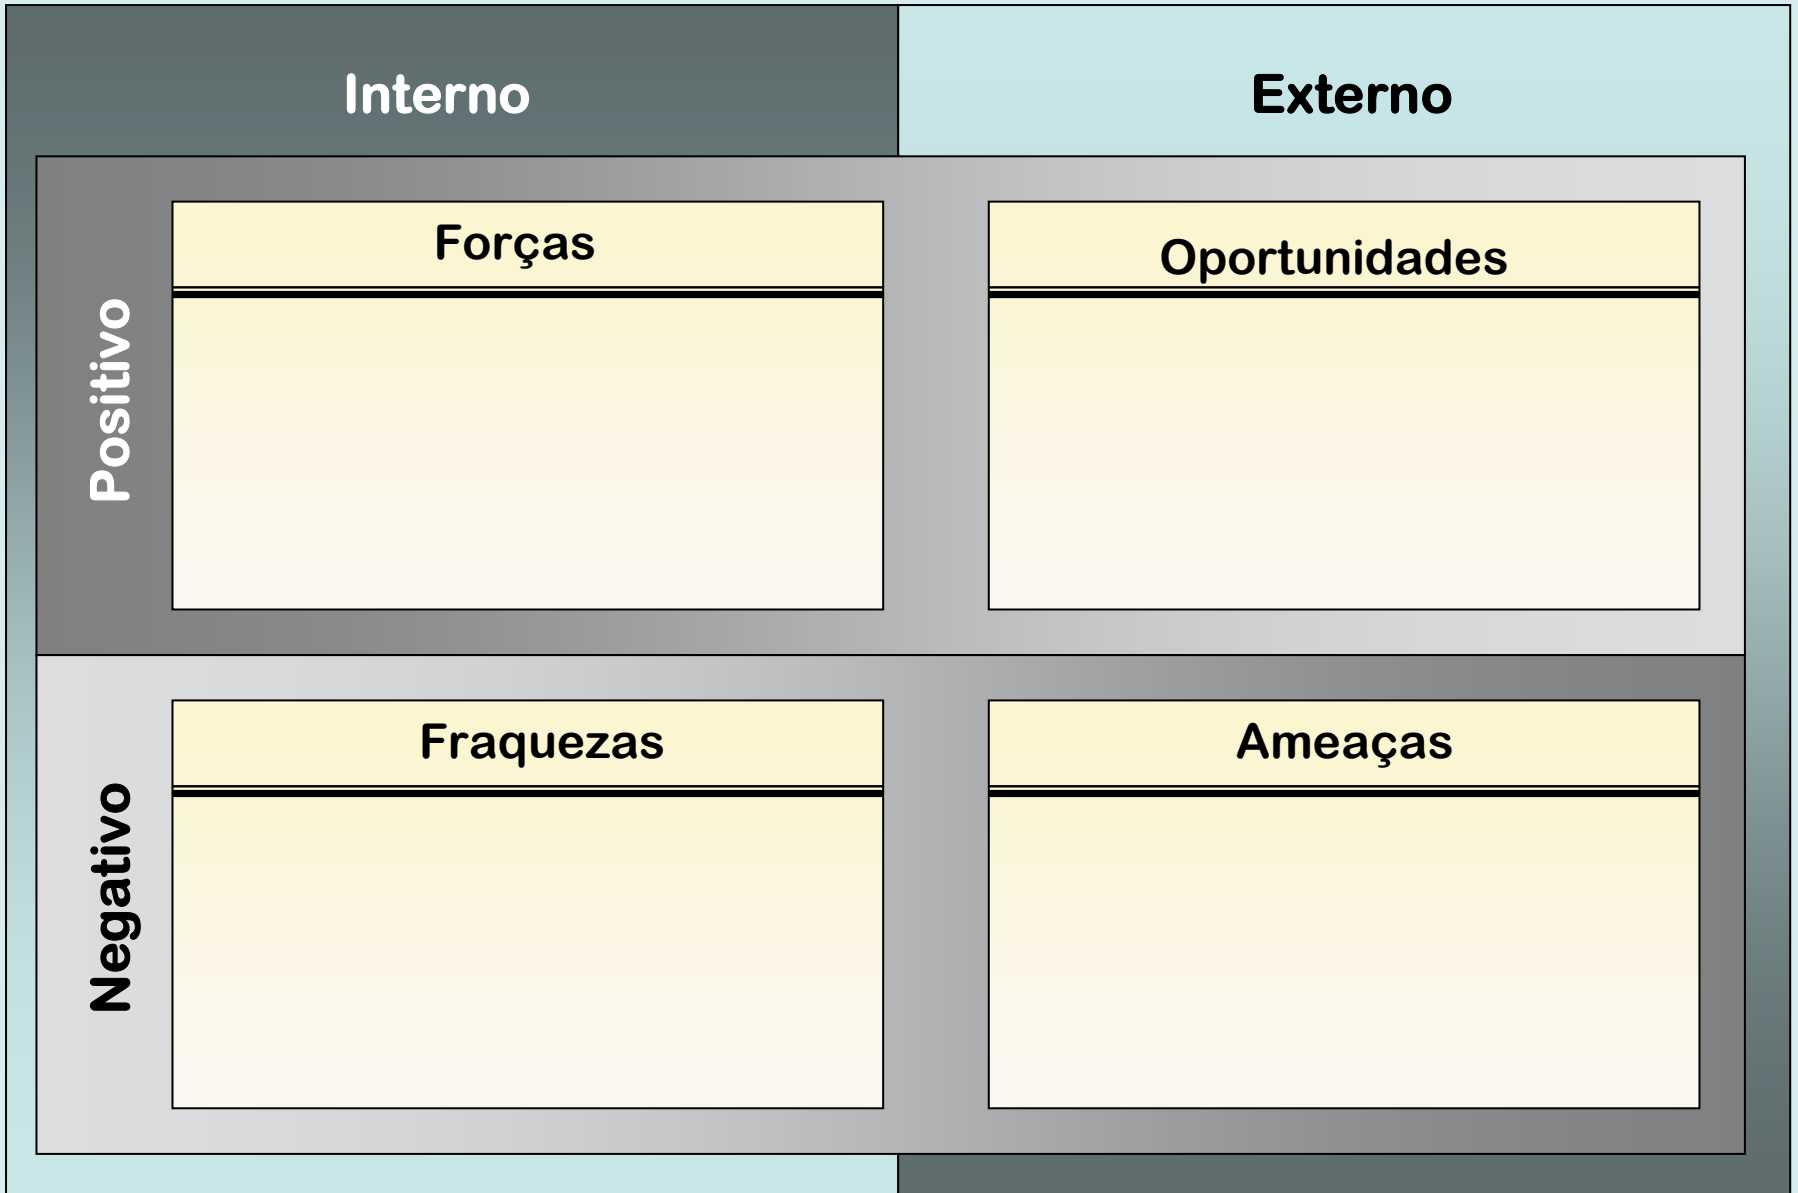 Interno
Externo
Positivo
Forças
Oportunidades
Negativo
Fraquezas
Ameaças